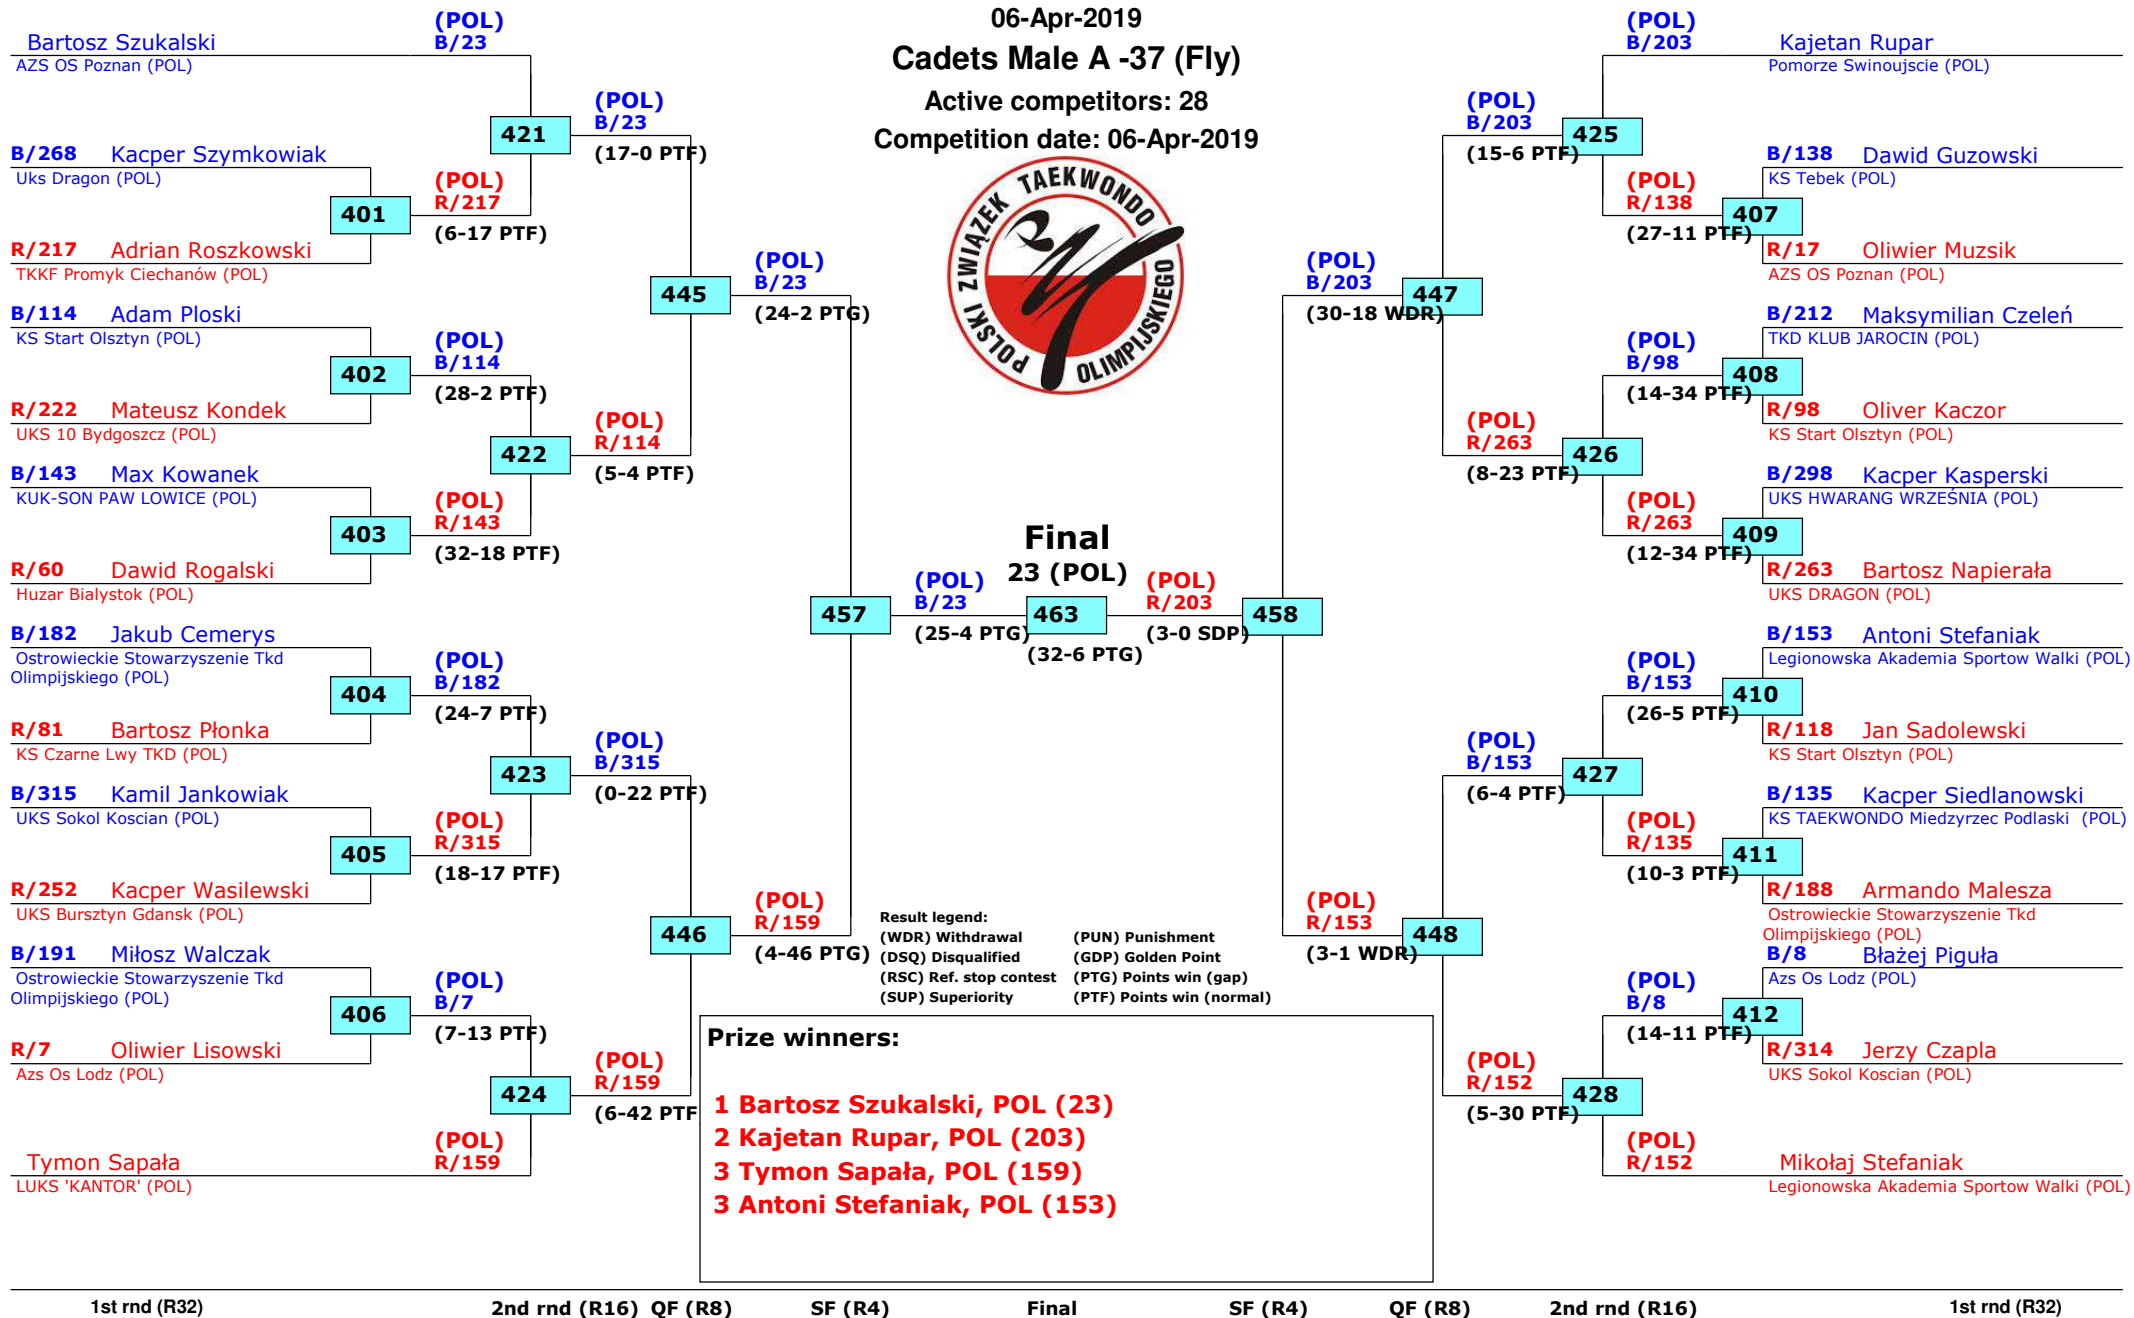 06-Apr-2019
Cadets Male A -37 (Fly)
Active competitors: 28
Competition date: 06-Apr-2019
POLSKI ZWIĄZEK TAEKWONDO OLIMPIJSKIEGO
(POL)
B/23
Bartosz Szukalski
AZS OS Poznan (POL)
B/268 Kacper Szymkowiak
Uks Dragon (POL)
401
R/217 Adrian Roszkowski
TKKF Promyk Ciechanów (POL)
(POL)
R/217
(6-17 PTF)
421
(POL)
B/23
(17-0 PTF)
B/114 Adam Ploski
KS Start Olsztyn (POL)
402
R/222 Mateusz Kondek
UKS 10 Bydgoszcz (POL)
(POL)
B/114
(28-2 PTF)
422
(POL)
R/114
(5-4 PTF)
B/143 Max Kowanek
KUK-SON PAW LOWICE (POL)
403
R/60 Dawid Rogalski
Huzar Bialystok (POL)
(POL)
R/143
(32-18 PTF)
445
(POL)
B/23
(24-2 PTG)
B/182 Jakub Cemerys
Ostrowieckie Stowarzyszenie Tkd
Olimpijskiego (POL)
404
R/81 Bartosz Płonka
KS Czarne Lwy TKD (POL)
(POL)
B/182
(24-7 PTF)
423
(POL)
B/315
(0-22 PTF)
B/315 Kamil Jankowiak
UKS Sokol Koscian (POL)
405
R/252 Kacper Wasilewski
UKS Bursztyn Gdansk (POL)
(POL)
R/315
(18-17 PTF)
446
(POL)
R/159
(4-46 PTG)
B/191 Miłosz Walczak
Ostrowieckie Stowarzyszenie Tkd
Olimpijskiego (POL)
406
R/7 Oliwier Lisowski
Azs Os Lodz (POL)
(POL)
B/7
(7-13 PTF)
424
(POL)
R/159
(6-42 PTF
(POL)
R/159
Tymon Sapała
LUKS 'KANTOR' (POL)
457
(POL)
B/23
(25-4 PTG)
Final
23 (POL)
463
(32-6 PTG)
(POL)
R/203
(3-0 SDP)
458
(POL)
B/203
(30-18 WDR)
447
(POL)
B/203
(15-6 PTF)
425
(POL)
B/203
Kajetan Rupar
Pomorze Swinoujscie (POL)
(POL)
R/138
(27-11 PTF)
407
B/138 Dawid Guzowski
KS Tebek (POL)
R/17 Oliwier Muzsik
AZS OS Poznan (POL)
(POL)
R/263
(8-23 PTF)
426
(POL)
B/98
(14-34 PTF)
408
B/212 Maksymilian Czeleń
TKD KLUB JAROCIN (POL)
R/98 Oliver Kaczor
KS Start Olsztyn (POL)
(POL)
R/263
(12-34 PTF)
409
B/298 Kacper Kasperski
UKS HWARANG WRZEŚNIA (POL)
R/263 Bartosz Napierała
UKS DRAGON (POL)
(POL)
R/153
(3-1 WDR)
448
(POL)
B/153
(6-4 PTF)
427
(POL)
B/153
(26-5 PTF)
410
B/153 Antoni Stefaniak
Legionowska Akademia Sportow Walki (POL)
R/118 Jan Sadolewski
KS Start Olsztyn (POL)
(POL)
R/135
(10-3 PTF)
411
B/135 Kacper Siedlanowski
KS TAEKWONDO Miedzyrzec Podlaski (POL)
R/188 Armando Malesza
Ostrowieckie Stowarzyszenie Tkd
Olimpijskiego (POL)
(POL)
R/152
(5-30 PTF)
428
(POL)
B/8
(14-11 PTF)
412
B/8 Błażej Piguła
Azs Os Lodz (POL)
R/314 Jerzy Czapla
UKS Sokol Koscian (POL)
(POL)
R/152
Mikołaj Stefaniak
Legionowska Akademia Sportow Walki (POL)
Result legend:
(WDR) Withdrawal (PUN) Punishment
(DSQ) Disqualified (GDP) Golden Point
(RSC) Ref. stop contest (PTG) Points win (gap)
(SUP) Superiority (PTF) Points win (normal)
Prize winners:
1 Bartosz Szukalski, POL (23)
2 Kajetan Rupar, POL (203)
3 Tymon Sapała, POL (159)
3 Antoni Stefaniak, POL (153)
1st rnd (R32) 2nd rnd (R16) QF (R8) SF (R4) Final SF (R4) QF (R8) 2nd rnd (R16) 1st rnd (R32)